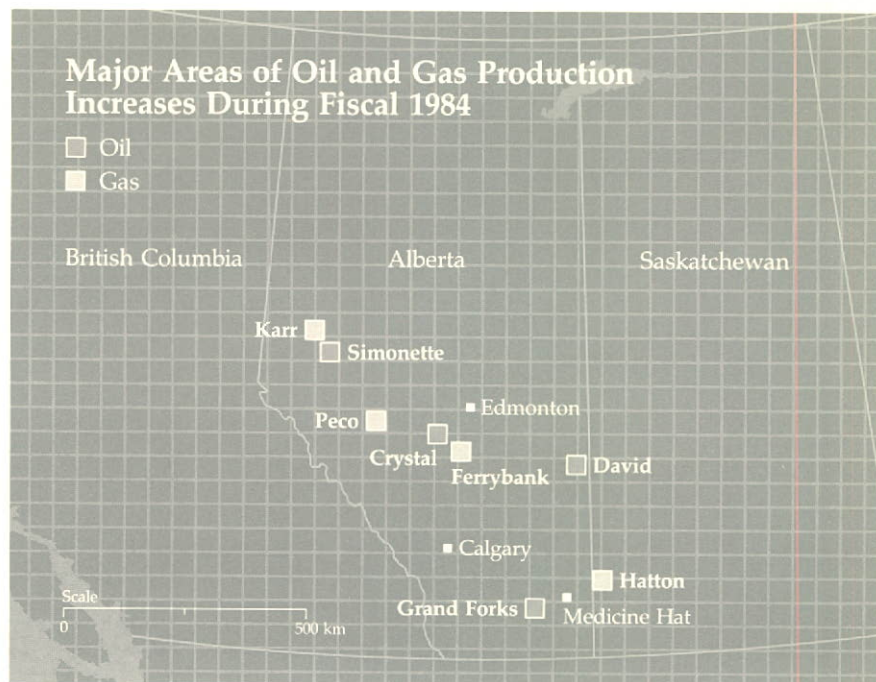 Major Areas of Oil and Gas Production
Increases During Fiscal 1984
Oil
Gas
British Columbia
Alberta
Saskatchewan
Karr
Simonette
Peco
Edmonton
Crystal
Ferrybank
David
Calgary
Hatton
Grand Forks
Medicine Hat
Scale
0
500 km